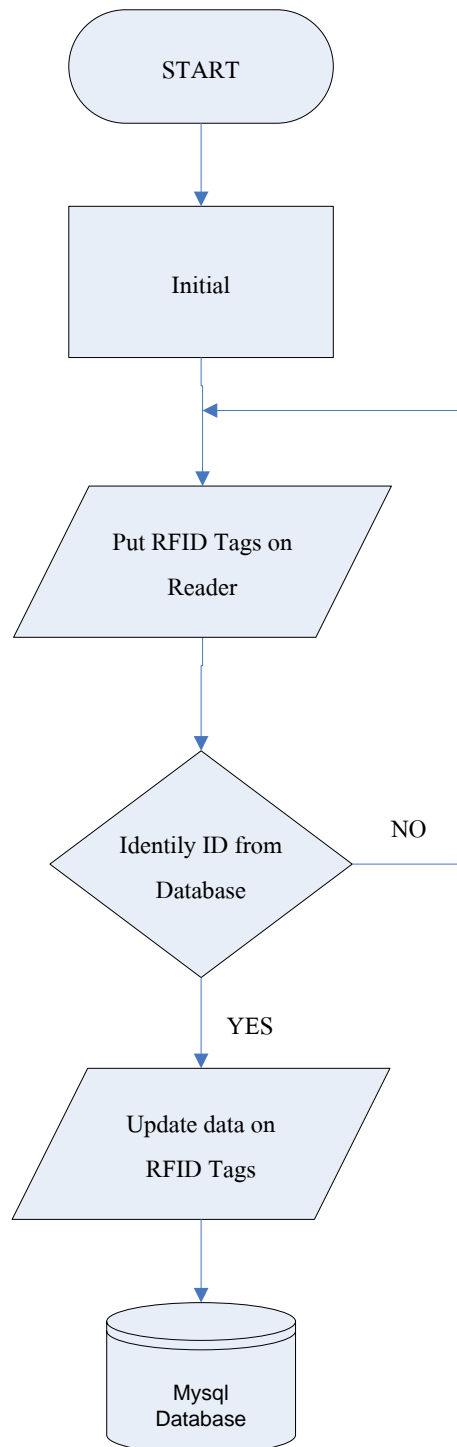 START
Initial
Put RFID Tags on
Reader
Identily ID from
Database
NO
YES
Update data on
RFID Tags
Mysql
Database